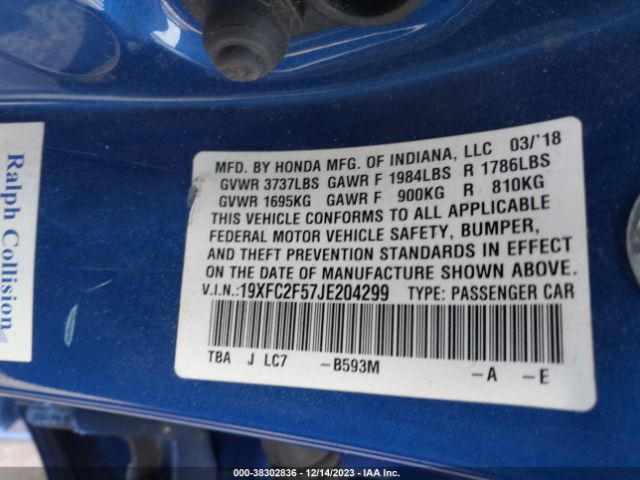 MFD. BY HONDA MFG. OF INDIANA, LLC 03/'18
GVWR 3737LBS GAWR F 1984LBS R 1786LBS
GVWR 1695KG GAWR F 900KG R 810KG
THIS VEHICLE CONFORMS TO ALL APPLICABLE
FEDERAL MOTOR VEHICLE SAFETY, BUMPER,
AND THEFT PREVENTION STANDARDS IN EFFECT
ON THE DATE OF MANUFACTURE SHOWN ABOVE.
V.I.N.:19XFC2F57JE204299 TYPE: PASSENGER CAR
TBA J LC7 -B593M -A -E
Ralph Collision
000-38302836 - 12/14/2023 - IAA Inc.